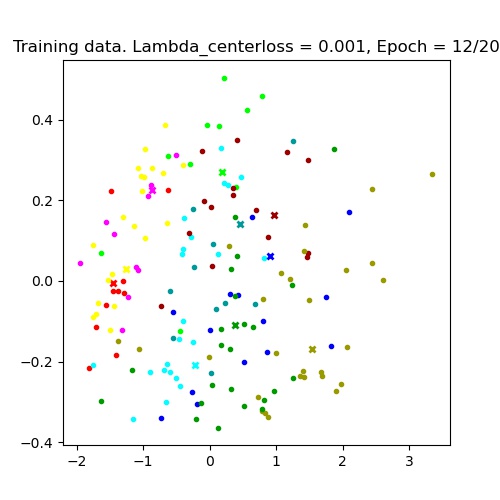 Training data. Lambda_centerloss = 0.001, Epoch = 12/20
0.4
0.2
0.0
−0.2
−0.4
−2 −1 0 1 2 3